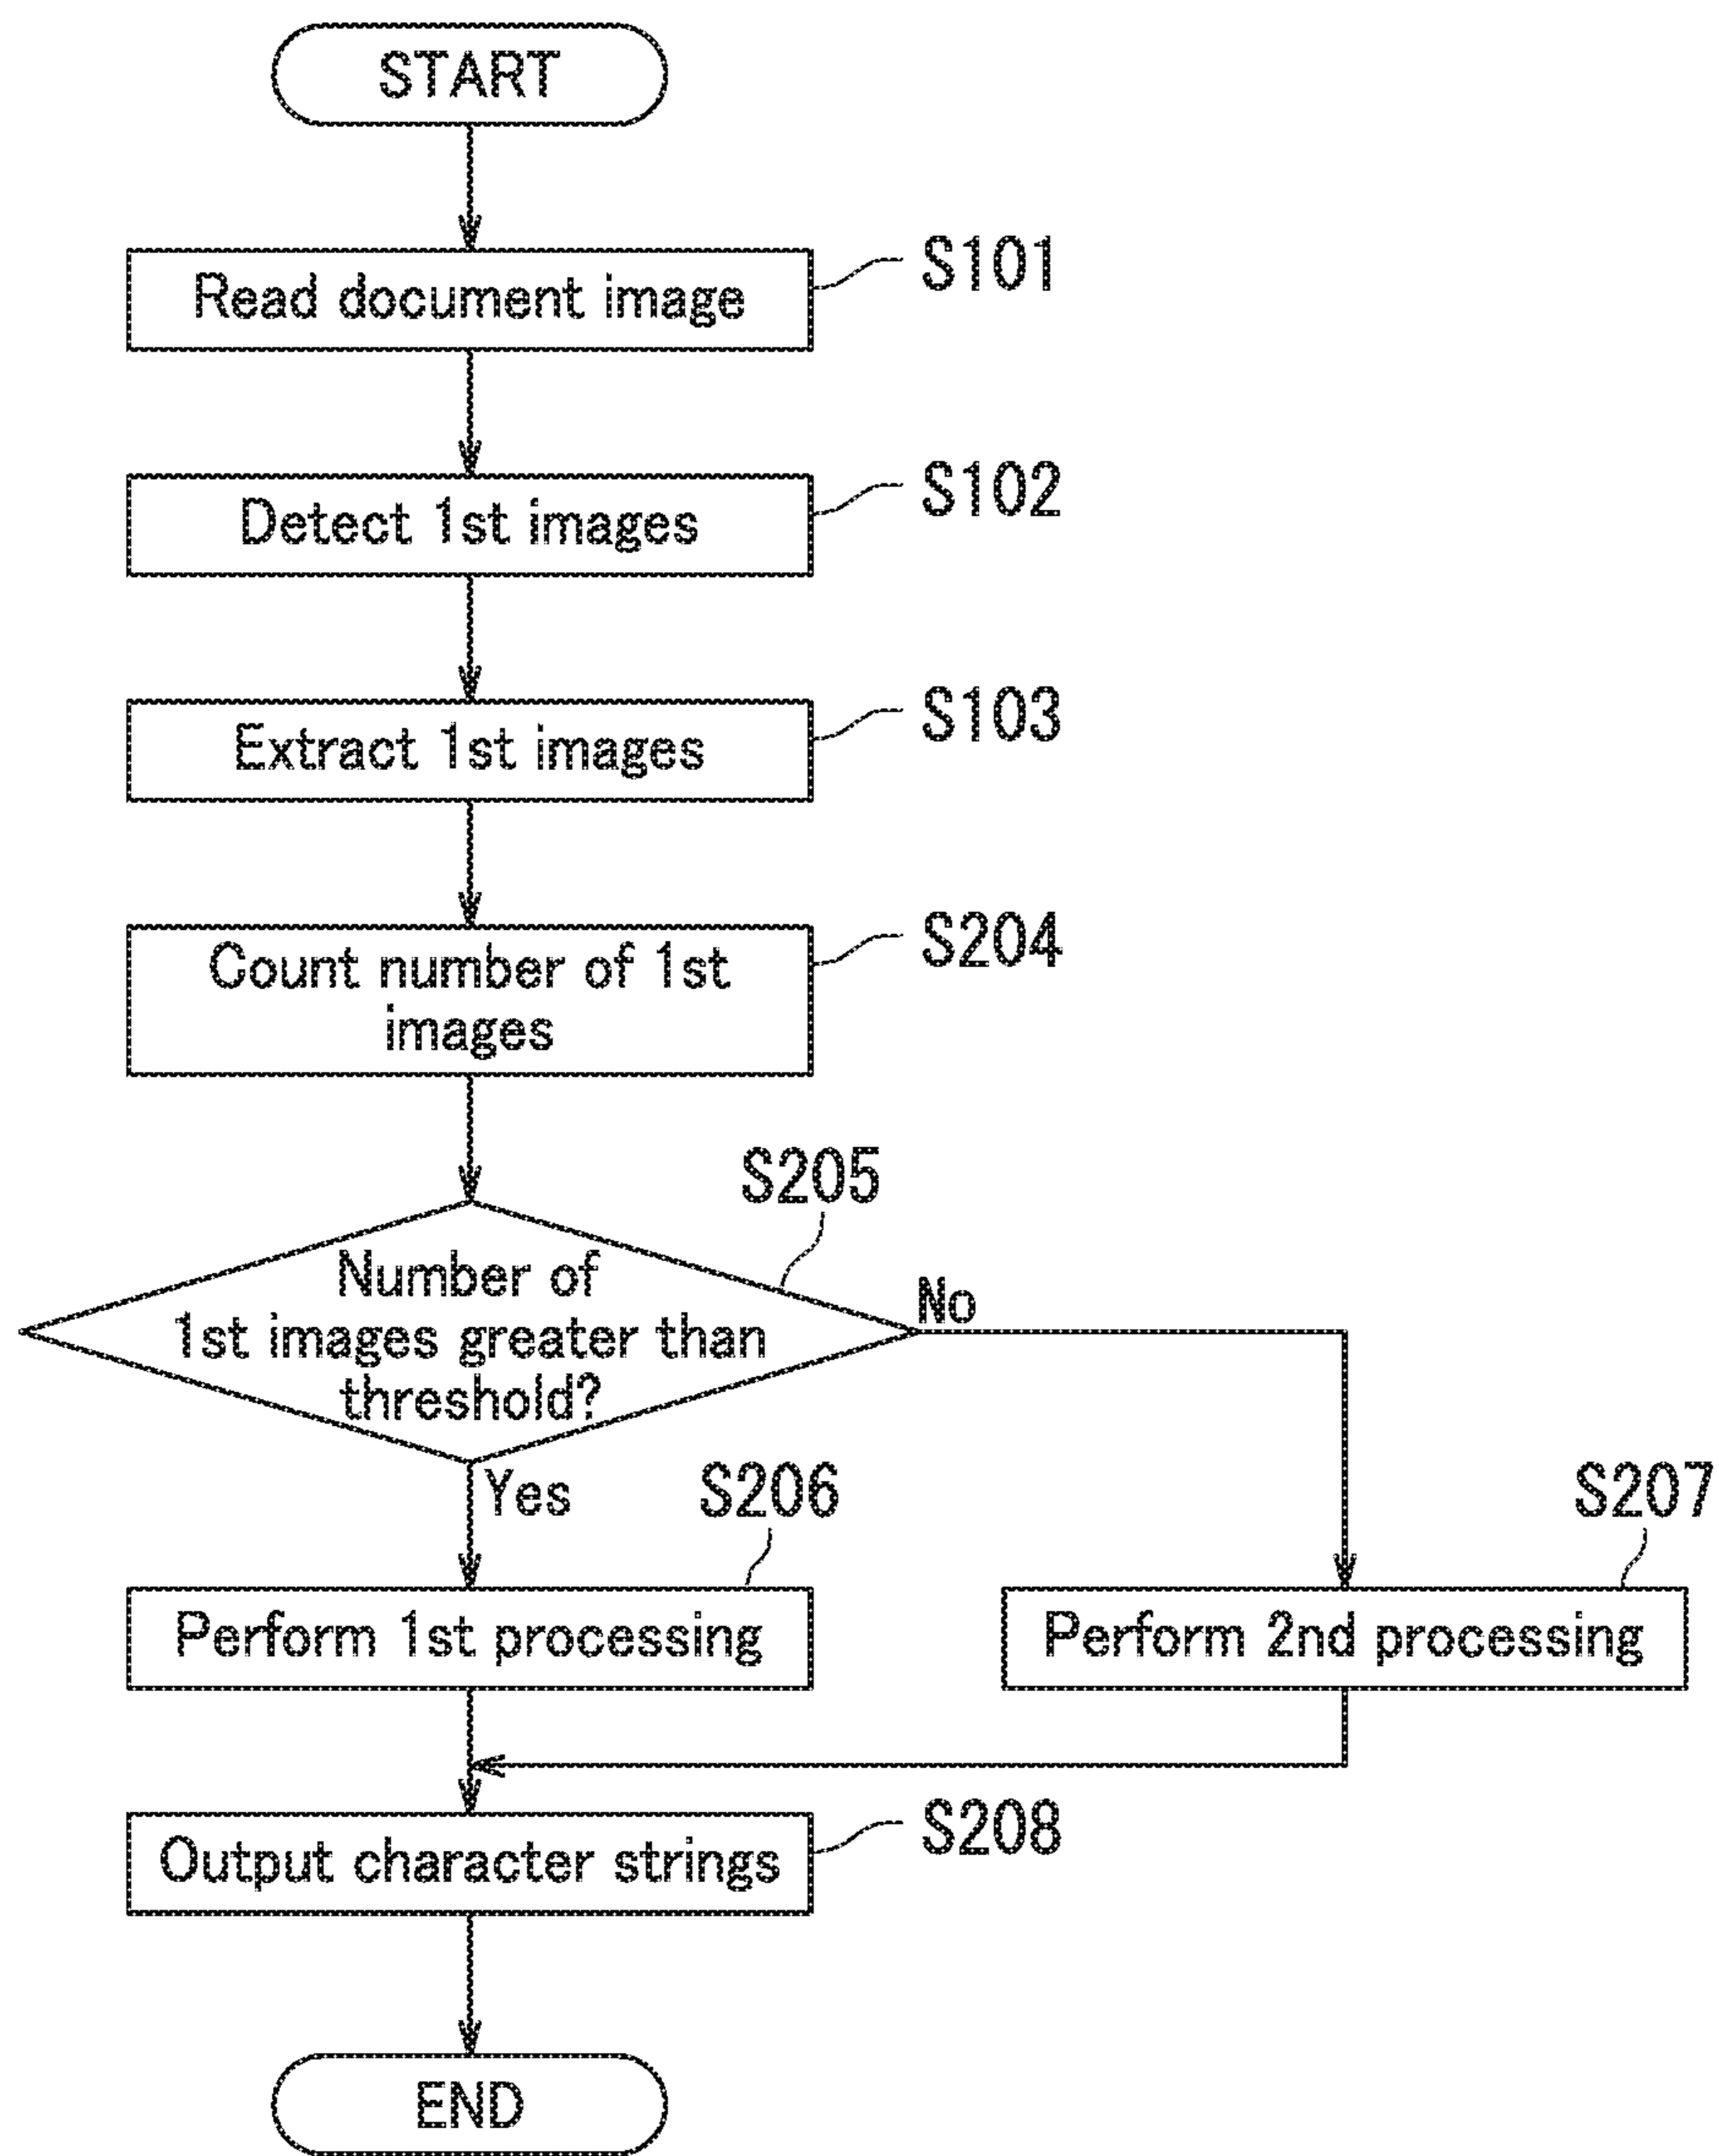 START
Read document image
S101
Detect 1st images
S102
Extract 1st images
S103
Count number of 1st
images
S204
S205
Number of
1st images greater than
threshold?
No
Yes
S206
S207
Perform 1st processing
Perform 2nd processing
Output character strings
S208
END